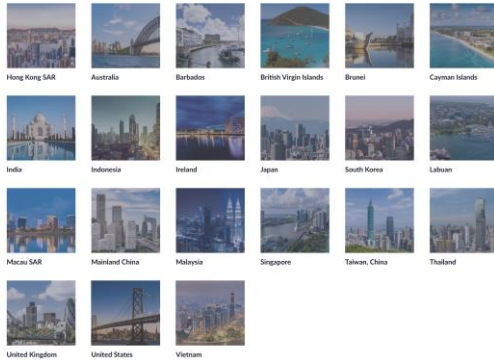 Hong Kong SAR
Australia
Barbados
British Virgin Islands
Brunei
Cayman Islands
India
Indonesia
Ireland
Japan
South Korea
Labuan
Macau SAR
Mainland China
Malaysia
Singapore
Taiwan, China
Thailand
United Kingdom
United States
Vietnam